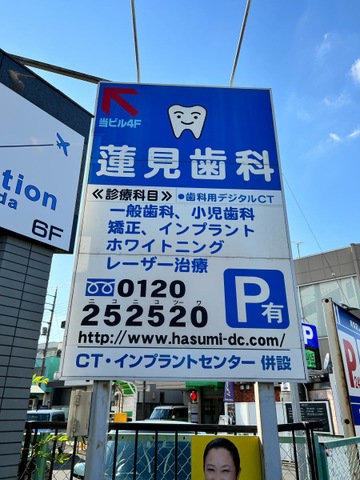 当ビル4F
蓮見歯科
≪診療科目≫ ●歯科用デジタルCT
一般歯科、小児歯科
矯正、インプラント
ホワイトニング
レーザー治療
0120
ニコニコツーワ
252520
P有
http://www.hasumi-dc.com/
CT・インプラントセンター 併設
tion
da
6F
P
P